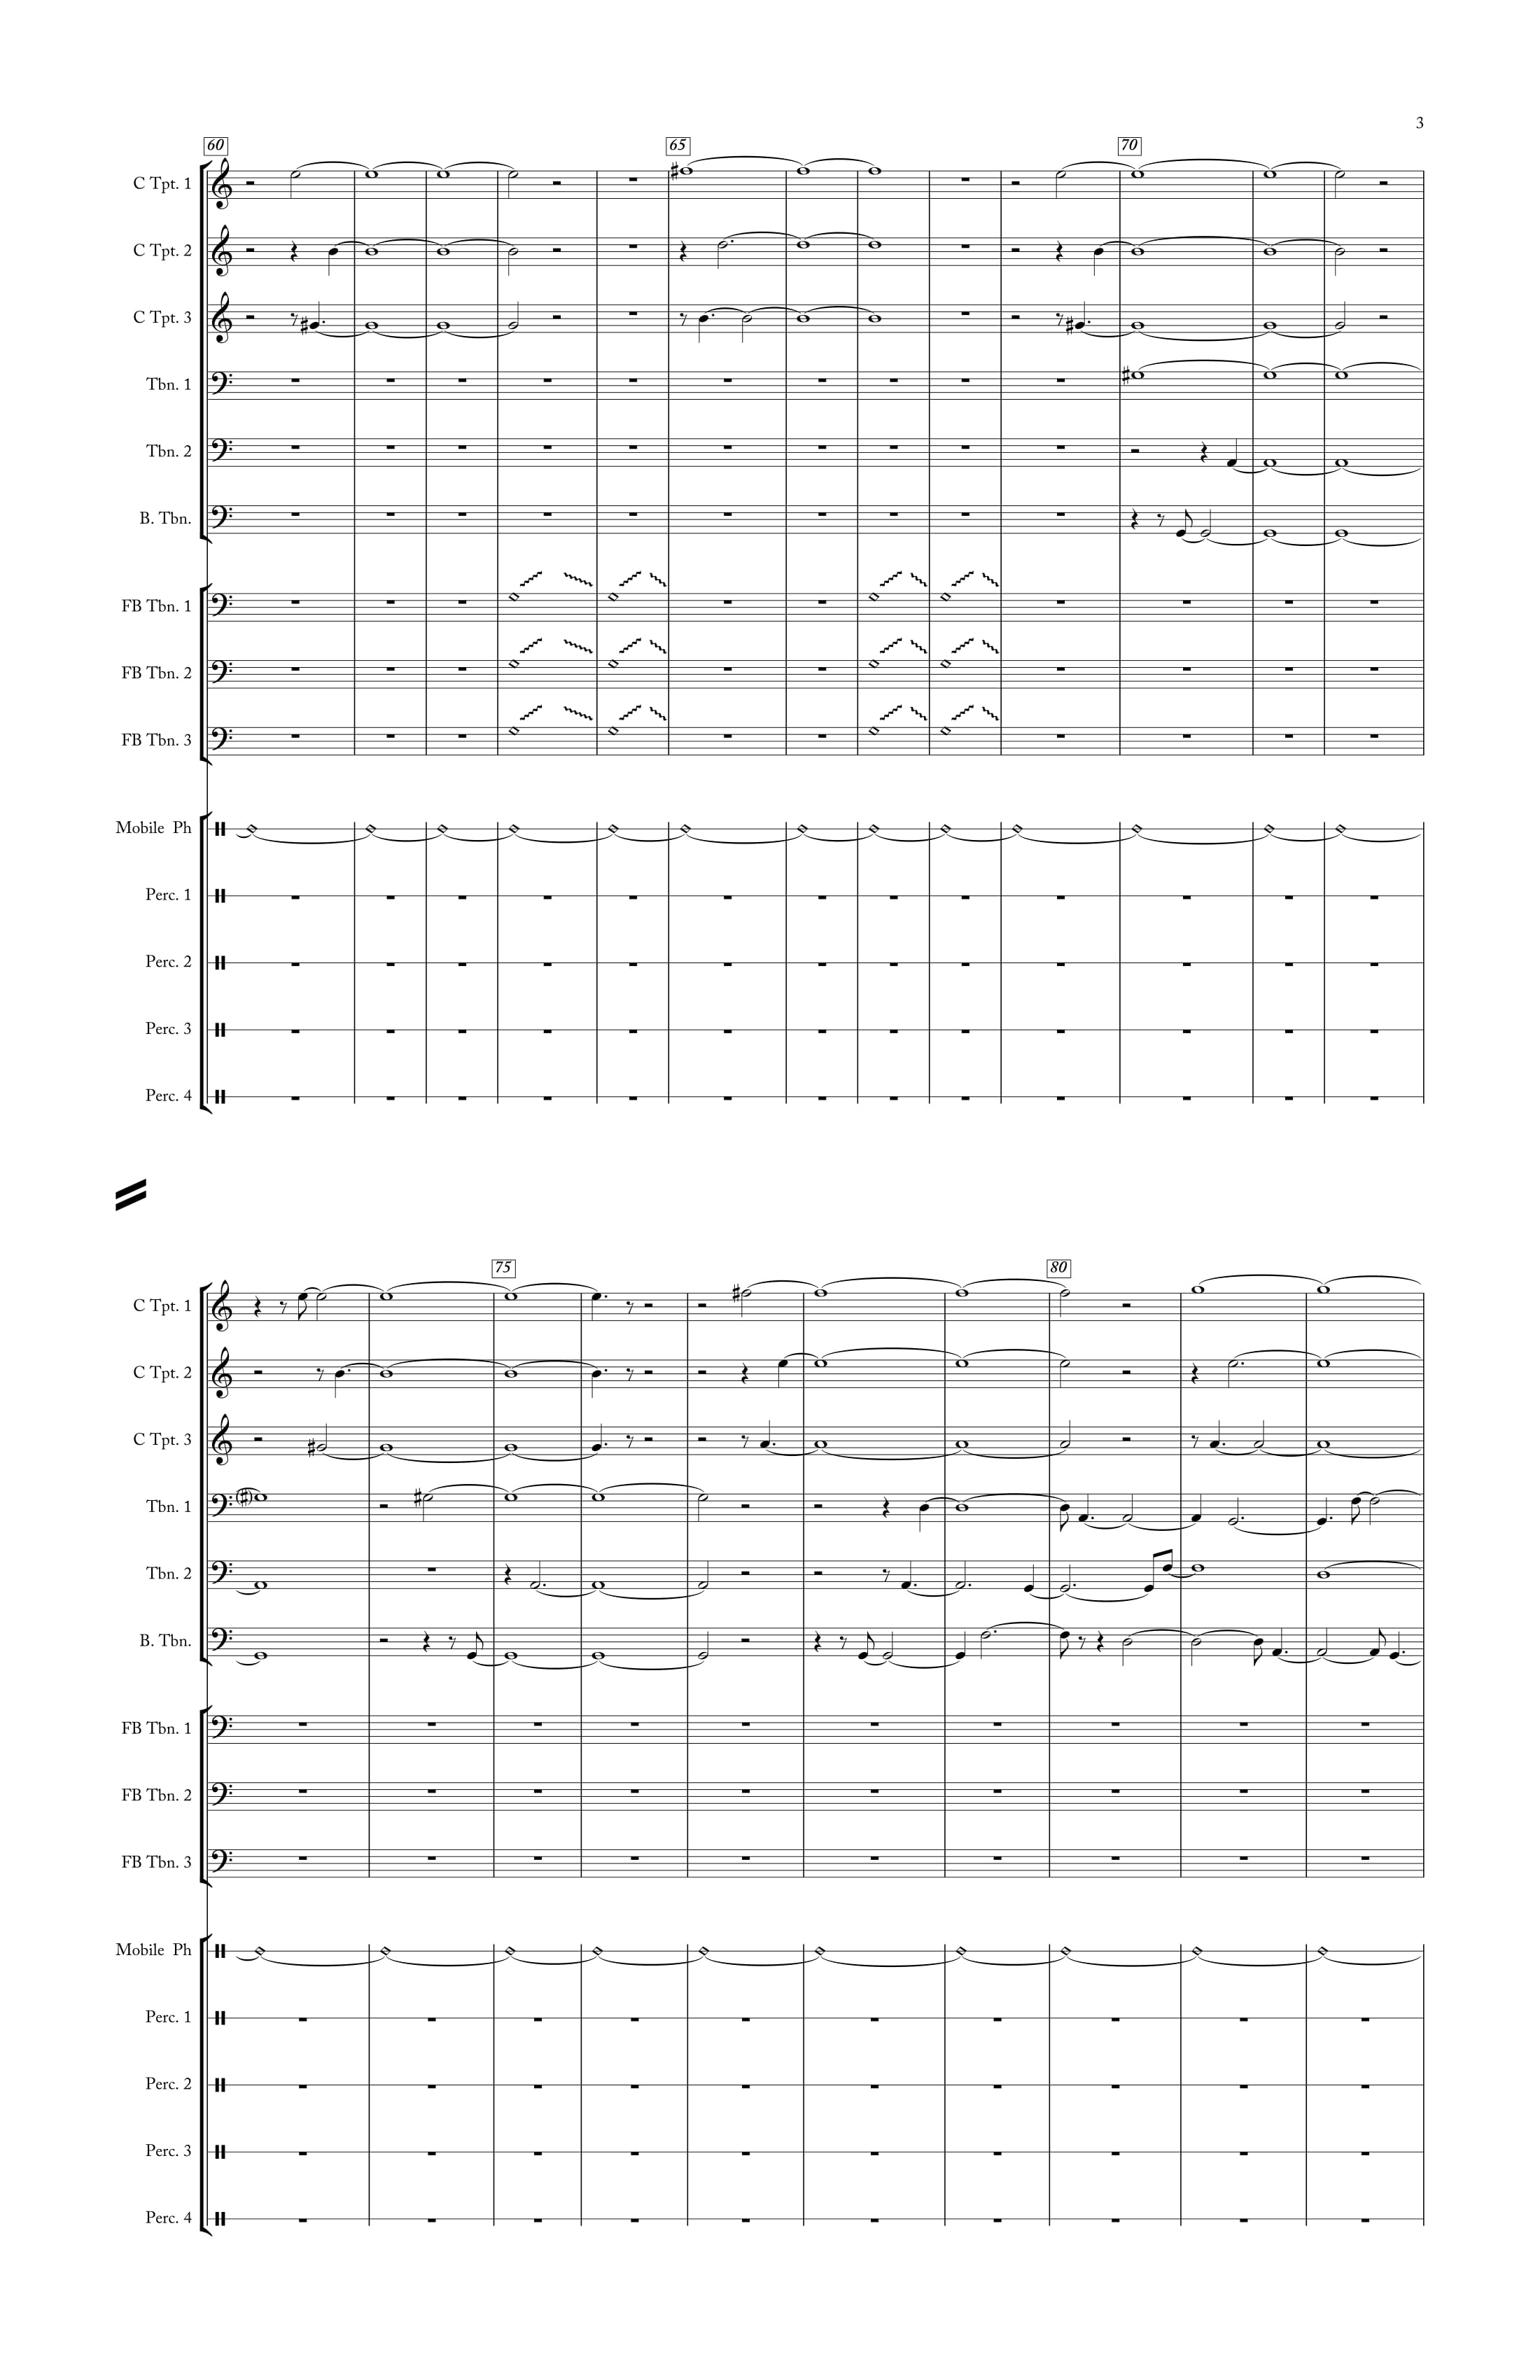 3
60
65
70
C Tpt. 1
C Tpt. 2
C Tpt. 3
Tbn. 1
Tbn. 2
B. Tbn.
FB Tbn. 1
FB Tbn. 2
FB Tbn. 3
Mobile Ph
Perc. 1
Perc. 2
Perc. 3
Perc. 4
75
80
C Tpt. 1
C Tpt. 2
C Tpt. 3
Tbn. 1
Tbn. 2
B. Tbn.
FB Tbn. 1
FB Tbn. 2
FB Tbn. 3
Mobile Ph
Perc. 1
Perc. 2
Perc. 3
Perc. 4